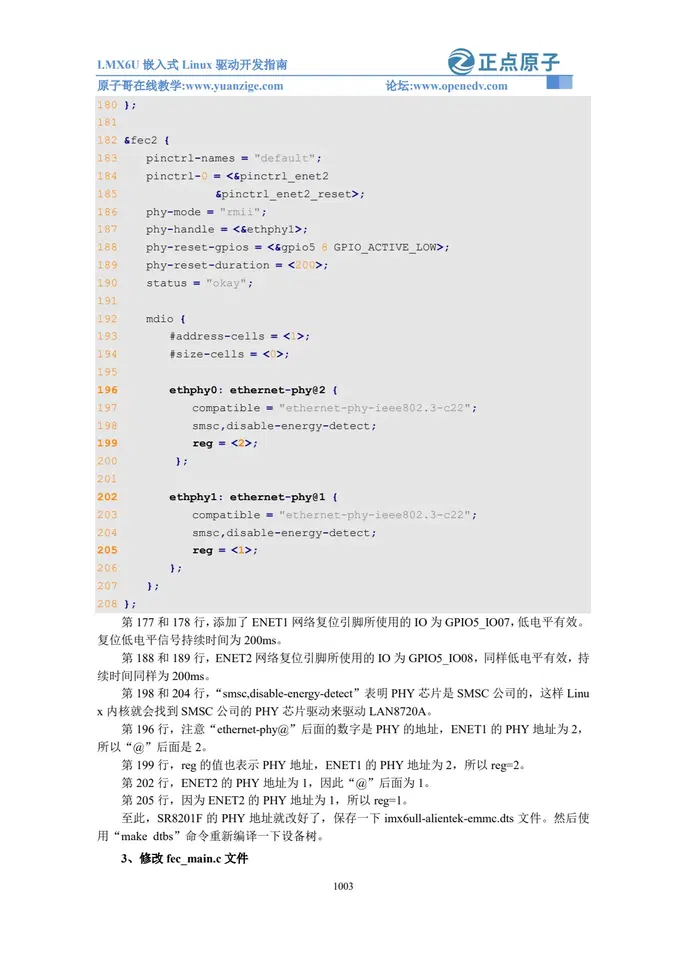 I.MX6U 嵌入式 Linux 驱动开发指南
正点原子
原子哥在线教学:www.yuanzige.com 论坛:www.openedv.com
180 };
181
182 &fec2 {
183 pinctrl-names = "default";
184 pinctrl-0 = <&pinctrl_enet2
185 &pinctrl_enet2_reset>;
186 phy-mode = "rmii";
187 phy-handle = <&ethphy1>;
188 phy-reset-gpios = <&gpio5 8 GPIO_ACTIVE_LOW>;
189 phy-reset-duration = <200>;
190 status = "okay";
191
192 mdio {
193 #address-cells = <1>;
194 #size-cells = <0>;
195
196 ethphy0: ethernet-phy@2 {
197 compatible = "ethernet-phy-ieee802.3-c22";
198 smsc,disable-energy-detect;
199 reg = <2>;
200 };
201
202 ethphy1: ethernet-phy@1 {
203 compatible = "ethernet-phy-ieee802.3-c22";
204 smsc,disable-energy-detect;
205 reg = <1>;
206 };
207 };
208 };
第 177 和 178 行，添加了 ENET1 网络复位引脚所使用的 IO 为 GPIO5_IO07，低电平有效。
复位低电平信号持续时间为 200ms。
第 188 和 189 行，ENET2 网络复位引脚所使用的 IO 为 GPIO5_IO08，同样低电平有效，持
续时间同样为 200ms。
第 198 和 204 行，“smsc,disable-energy-detect”表明 PHY 芯片是 SMSC 公司的，这样 Linu
x 内核就会找到 SMSC 公司的 PHY 芯片驱动来驱动 LAN8720A。
第 196 行，注意“ethernet-phy@”后面的数字是 PHY 的地址，ENET1 的 PHY 地址为 2，
所以“@”后面是 2。
第 199 行，reg 的值也表示 PHY 地址，ENET1 的 PHY 地址为 2，所以 reg=2。
第 202 行，ENET2 的 PHY 地址为 1，因此“@”后面为 1。
第 205 行，因为 ENET2 的 PHY 地址为 1，所以 reg=1。
至此，SR8201F 的 PHY 地址就改好了，保存一下 imx6ull-alientek-emmc.dts 文件。然后使
用“make dtbs”命令重新编译一下设备树。
3、修改 fec_main.c 文件
1003